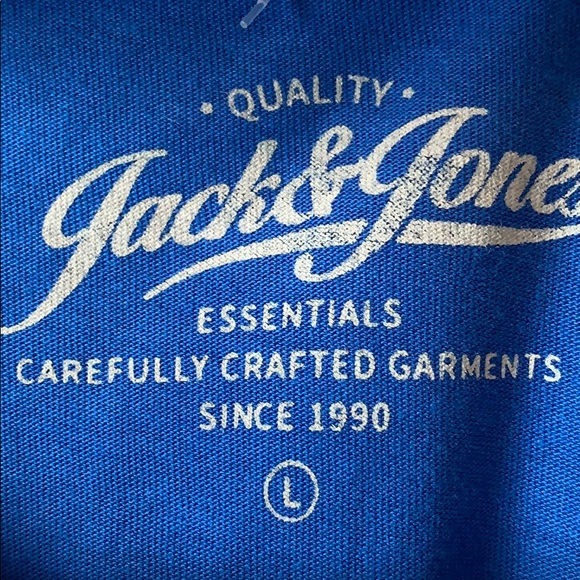 • QUALITY •
Jack & Jones
ESSENTIALS
CAREFULLY CRAFTED GARMENTS
SINCE 1990
L